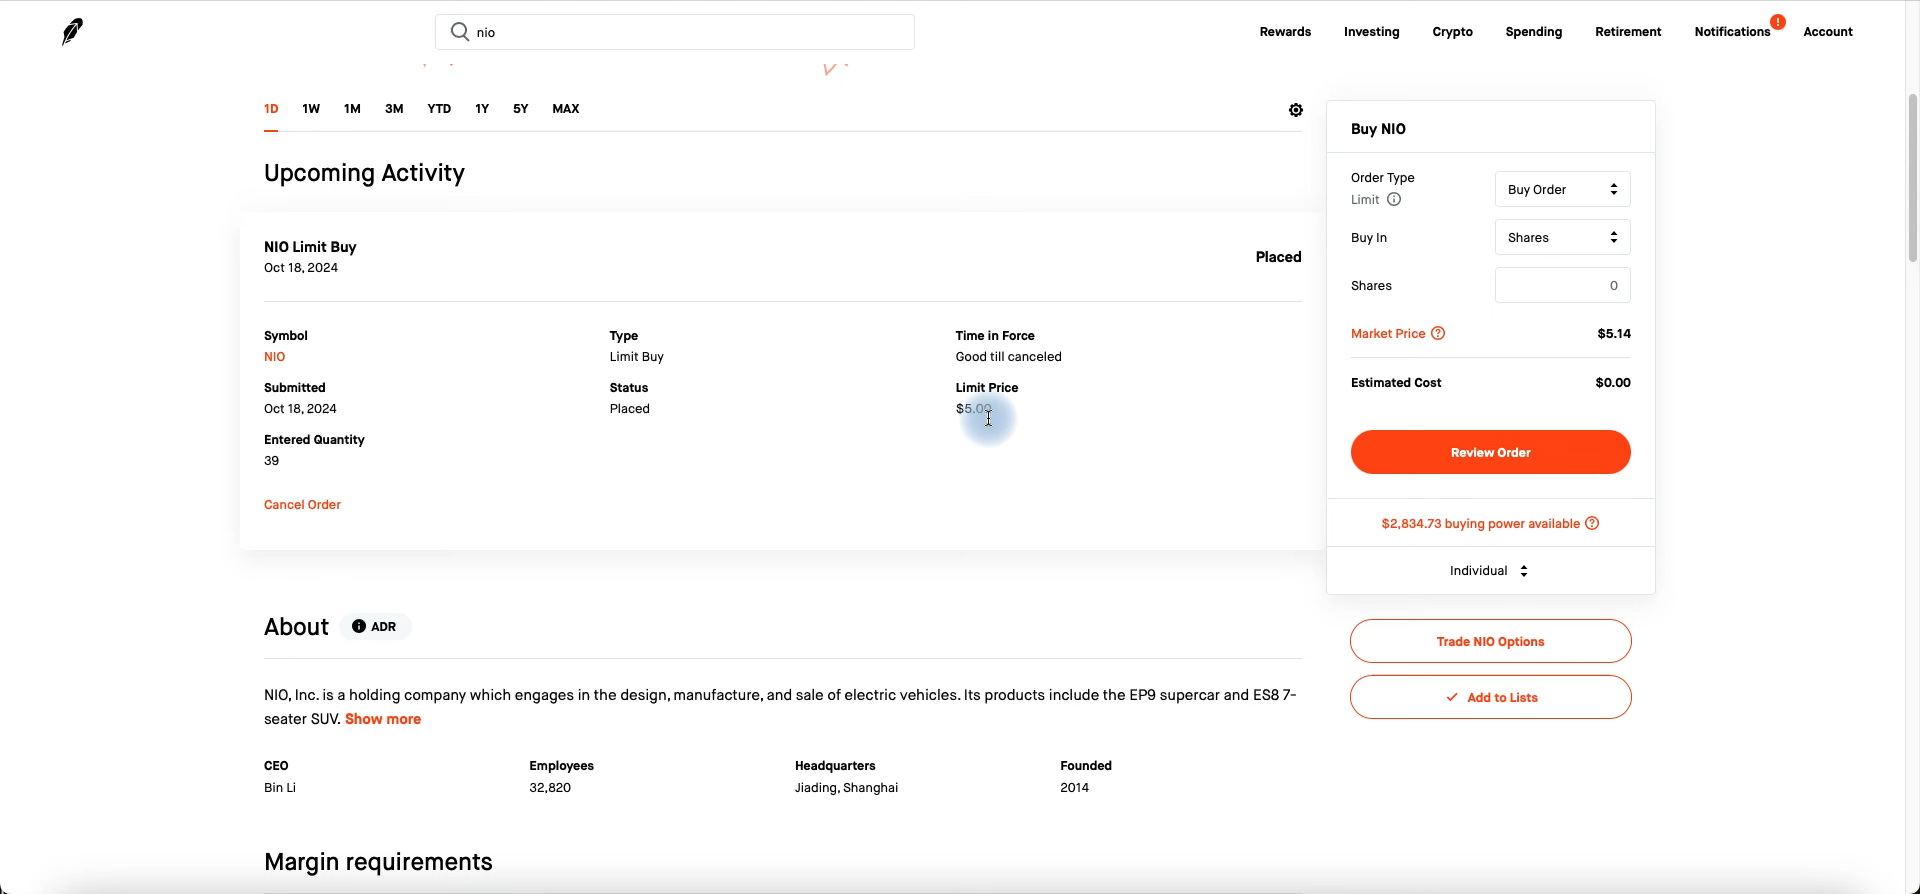 nio
Rewards
Investing
Crypto
Spending
Retirement
Notifications
!
Account
1D 1W 1M 3M YTD 1Y 5Y MAX
Upcoming Activity
NIO Limit Buy
Oct 18, 2024
Placed
Symbol
NIO
Type
Limit Buy
Time in Force
Good till canceled
Submitted
Oct 18, 2024
Status
Placed
Limit Price
$5.00
Entered Quantity
39
Cancel Order
Buy NIO
Order Type
Limit
Buy Order
Buy In
Shares
Shares
0
Market Price
$5.14
Estimated Cost
$0.00
Review Order
$2,834.73 buying power available
Individual
Trade NIO Options
Add to Lists
About
ADR
NIO, Inc. is a holding company which engages in the design, manufacture, and sale of electric vehicles. Its products include the EP9 supercar and ES8 7-
seater SUV. Show more
CEO
Bin Li
Employees
32,820
Headquarters
Jiading, Shanghai
Founded
2014
Margin requirements